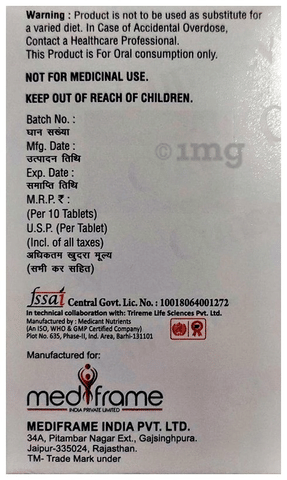 Warning : Product is not to be used as substitute for
a varied diet. In Case of Accidental Overdose,
Contact a Healthcare Professional.
This Product is For Oral consumption only.
NOT FOR MEDICINAL USE.
KEEP OUT OF REACH OF CHILDREN.
Batch No. :
घान सख्या
Mfg. Date :
उत्पादन तिथि
Exp. Date :
समाप्ति तिथि
M.R.P. ₹ :
(Per 10 Tablets)
U.S.P. (Per Tablet)
(Incl. of all taxes)
अधिकतम खुदरा मूल्य
(सभी कर सहित)
©1mg
fssai Central Govt. Lic. No. : 10018064001272
In technical collaboration with: Trireme Life Sciences Pvt. Ltd.
Manufactured by : Medicant Nutrients
(An ISO, WHO & GMP Certified Company)
Plot No. 635, Phase-II, Ind. Area, Barhi-131101
Manufactured for:
mediframe
INDIA PRIVATE LIMITED
MEDIFRAME INDIA PVT. LTD.
34A, Pitambar Nagar Ext., Gajsinghpura.
Jaipur-335024, Rajasthan.
TM- Trade Mark under